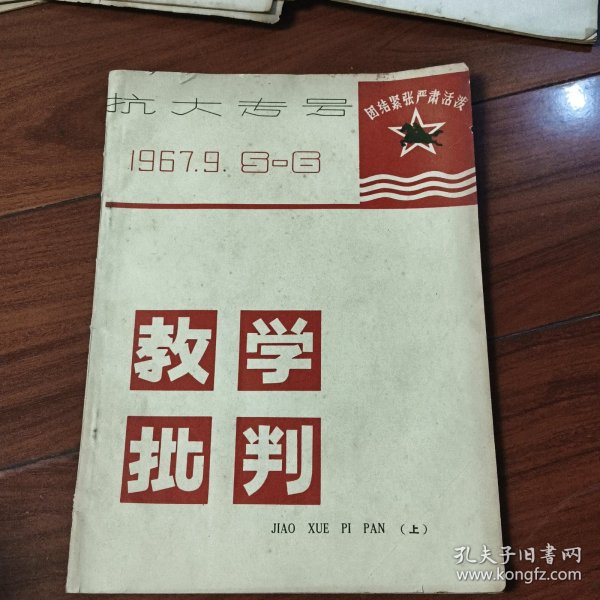 抗大专号
团结紧张严肃活泼
1967.9. 5-6
教学
批判
JIAO XUE PI PAN (上)
孔夫子旧书网
www.kongfz.com